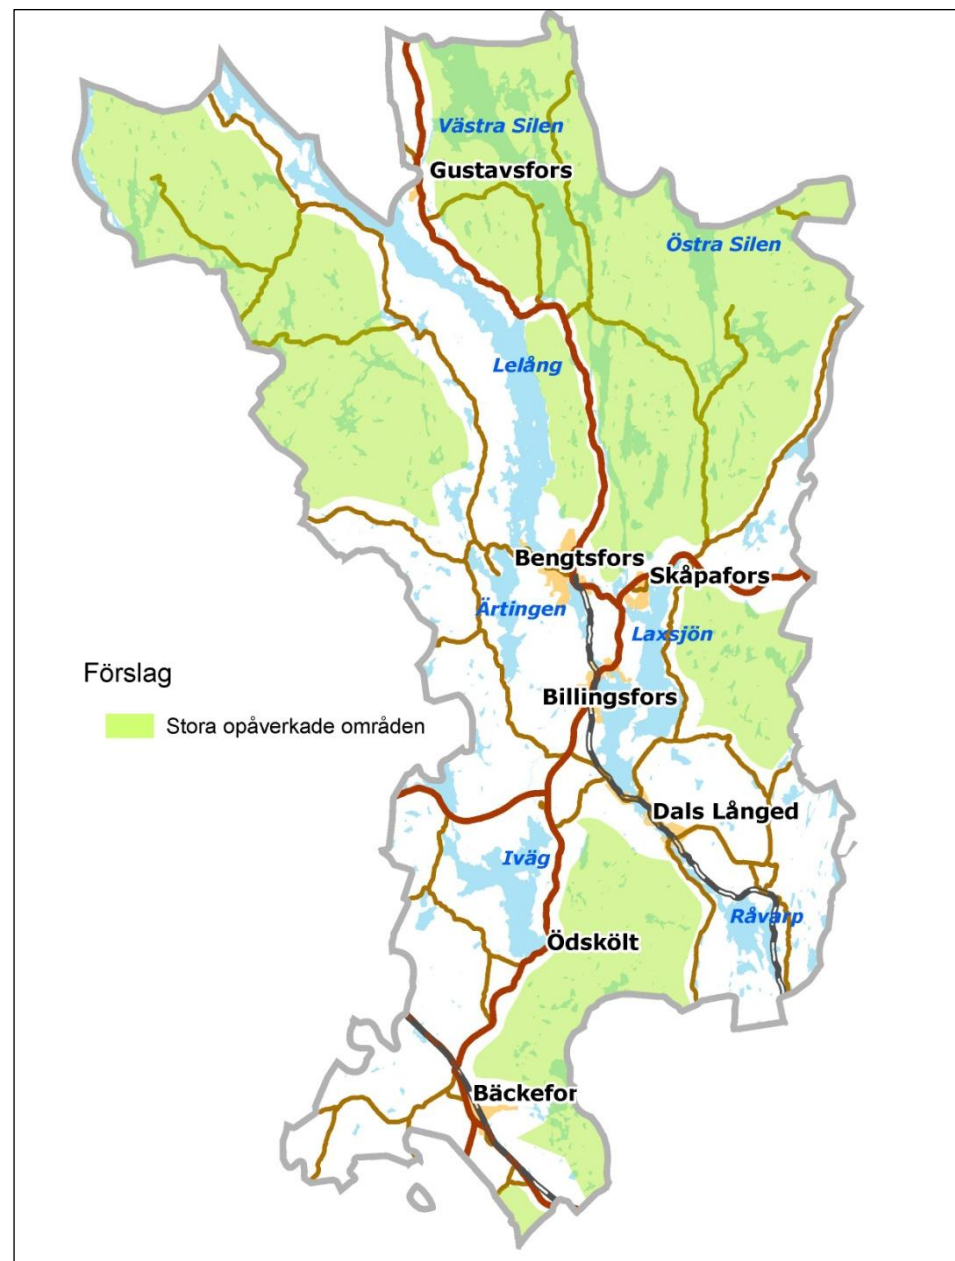 Västra Silen
Gustavsfors
Östra Silen
Lelång
Bengtsfors
Skåpafors
Ärtingen
Laxsjön
Förslag
Billingsfors
Stora opåverkade områden
Dals Långed
Iväg
Råvarp
Ödskölt
Bäckefor